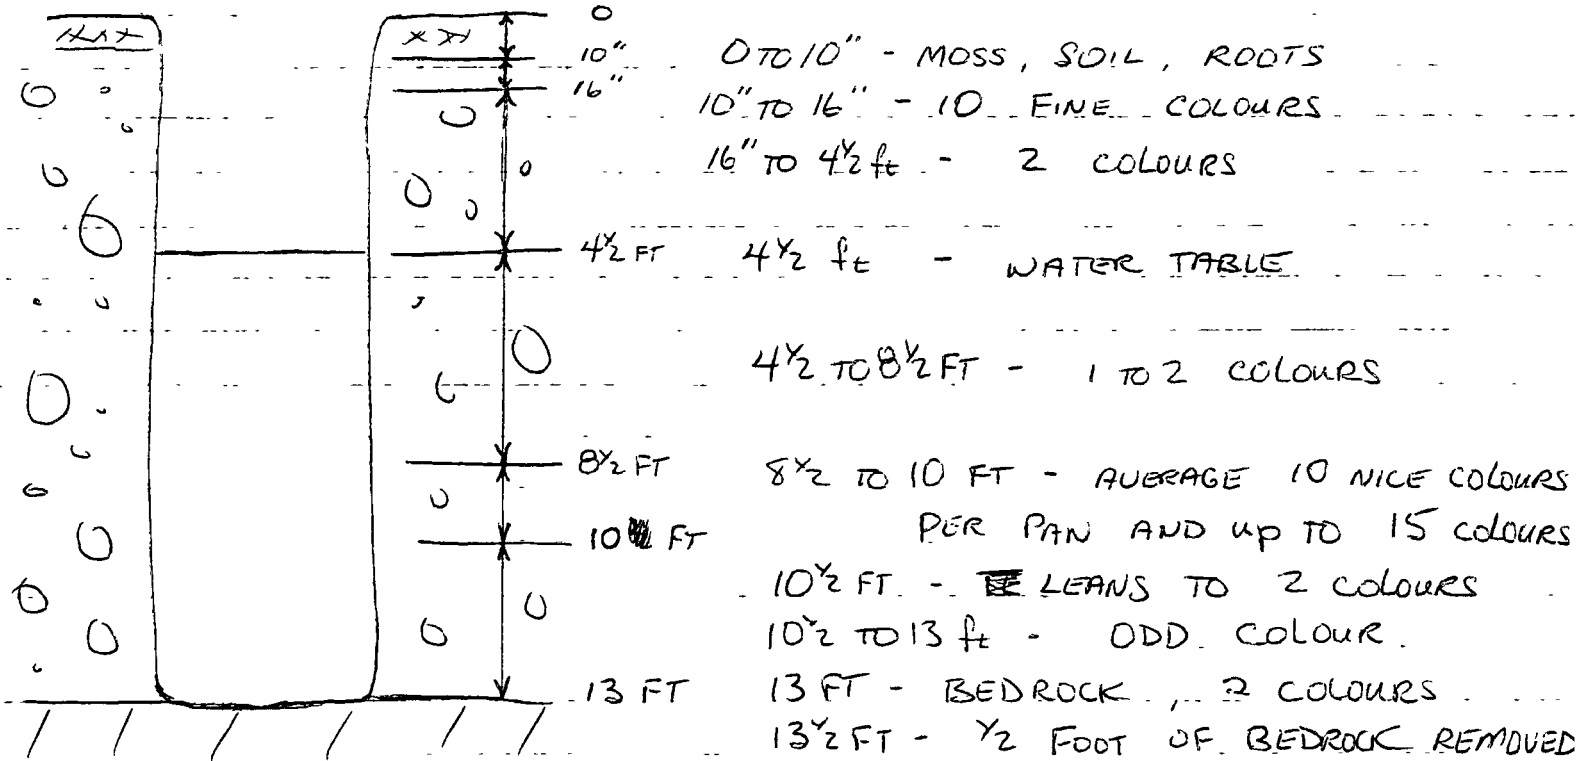 0
10" 0 TO 10" - MOSS, SOIL, ROOTS
16" 10" TO 16" - 10 FINE COLOURS
16" TO 4½ ft - 2 COLOURS
4½ FT 4½ ft - WATER TABLE
4½ TO 8½ FT - 1 TO 2 COLOURS
8½ FT 8½ TO 10 FT - AVERAGE 10 NICE COLOURS
10 FT PER PAN AND UP TO 15 COLOURS
10½ FT - LEANS TO 2 COLOURS
10½ TO 13 ft - ODD COLOUR.
13 FT 13 FT - BEDROCK, 2 COLOURS
13½ FT - ½ FOOT OF BEDROCK REMOVED